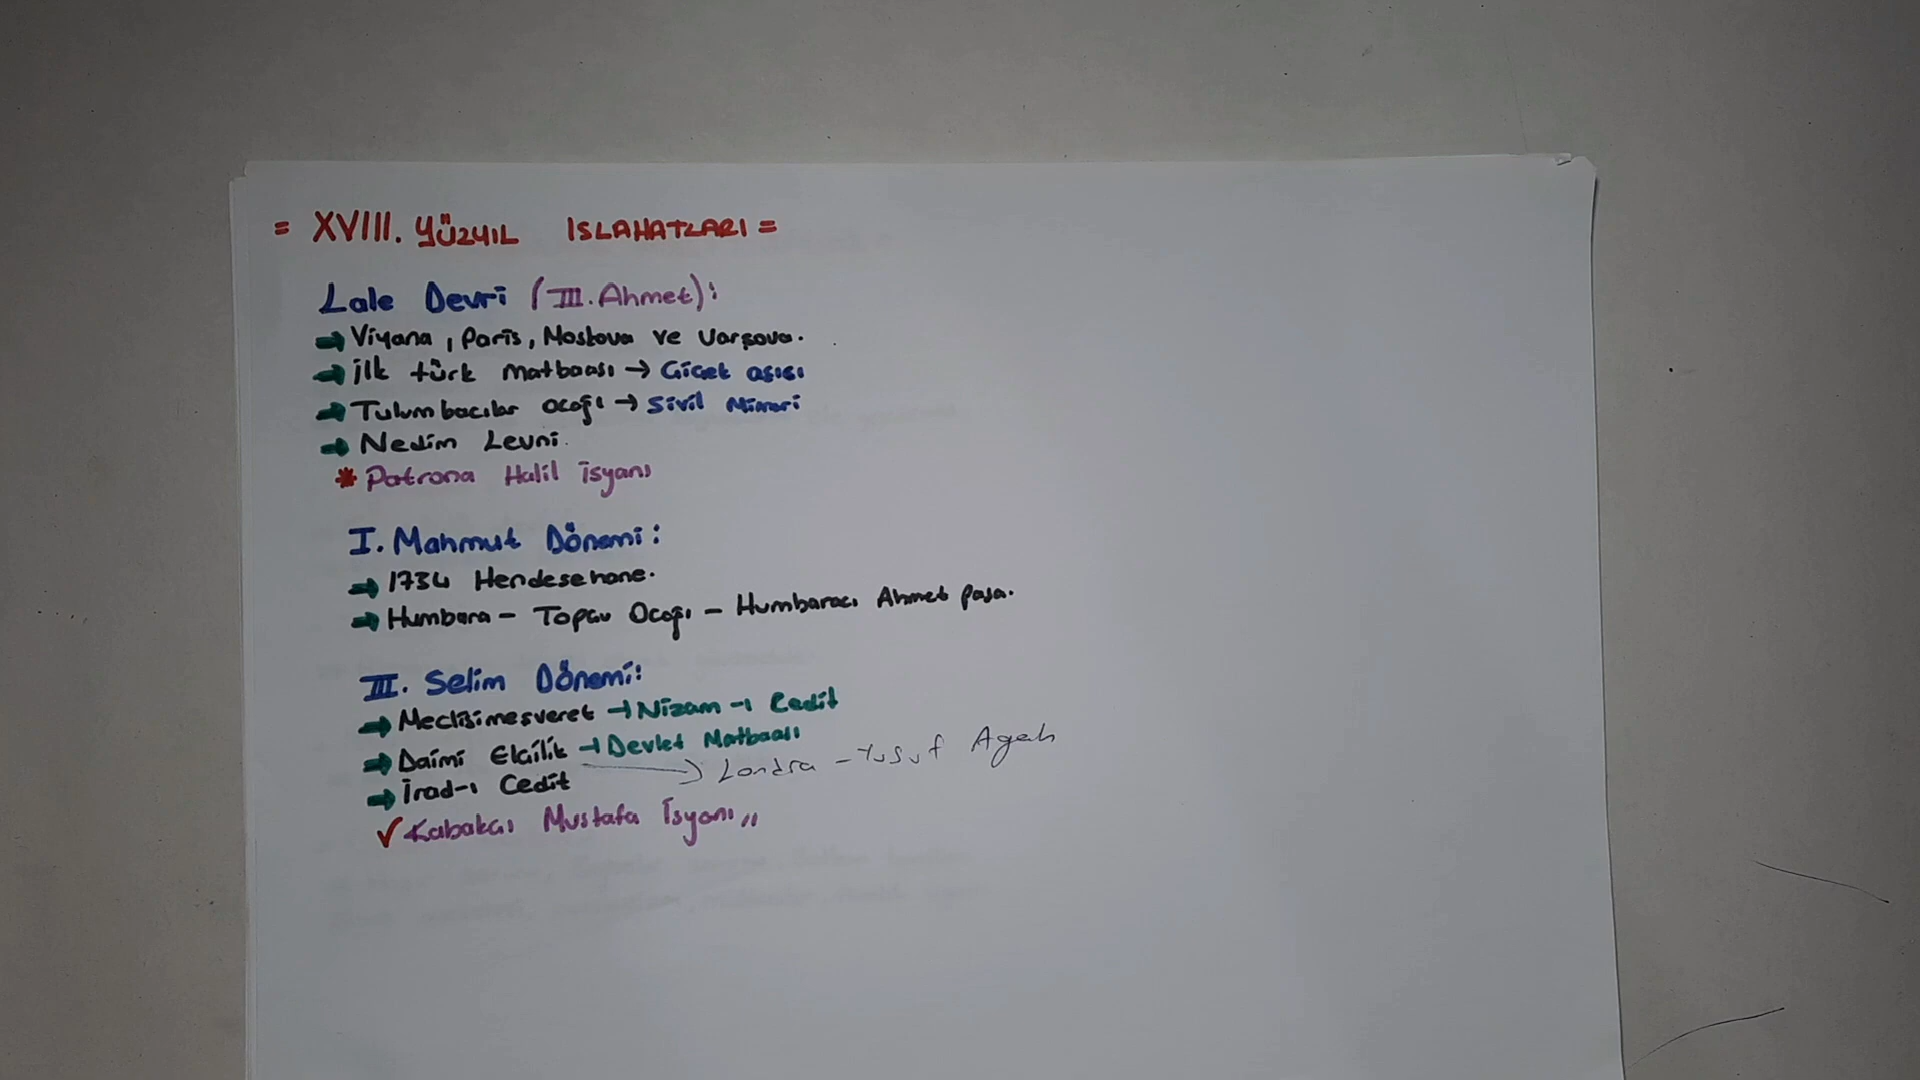 = XVIII. YÜZYIL ISLAHATLARI =
Lale Devri (III. Ahmet):
➡ Viyana, Paris, Moskova ve Varşova.
➡ ilk türk matbaası → Çiçek aşısı
➡ Tulumbacılar ocağı → Sivil Mimari
➡ Nedim Levni.
* Patrona Halil isyanı
I. Mahmut Dönemi:
➡ 1734 Hendesehane.
➡ Humbara - Topçu Ocağı - Humbaracı Ahmet paşa.
III. Selim Dönemi:
➡ Meclisimeşveret → Nizam-ı Cedit
➡ Daimi Elçilik → Devlet Matbaası
→ Londra - Yusuf Agah
➡ İrad-ı Cedit
✓ Kabakçı Mustafa İsyanı,,